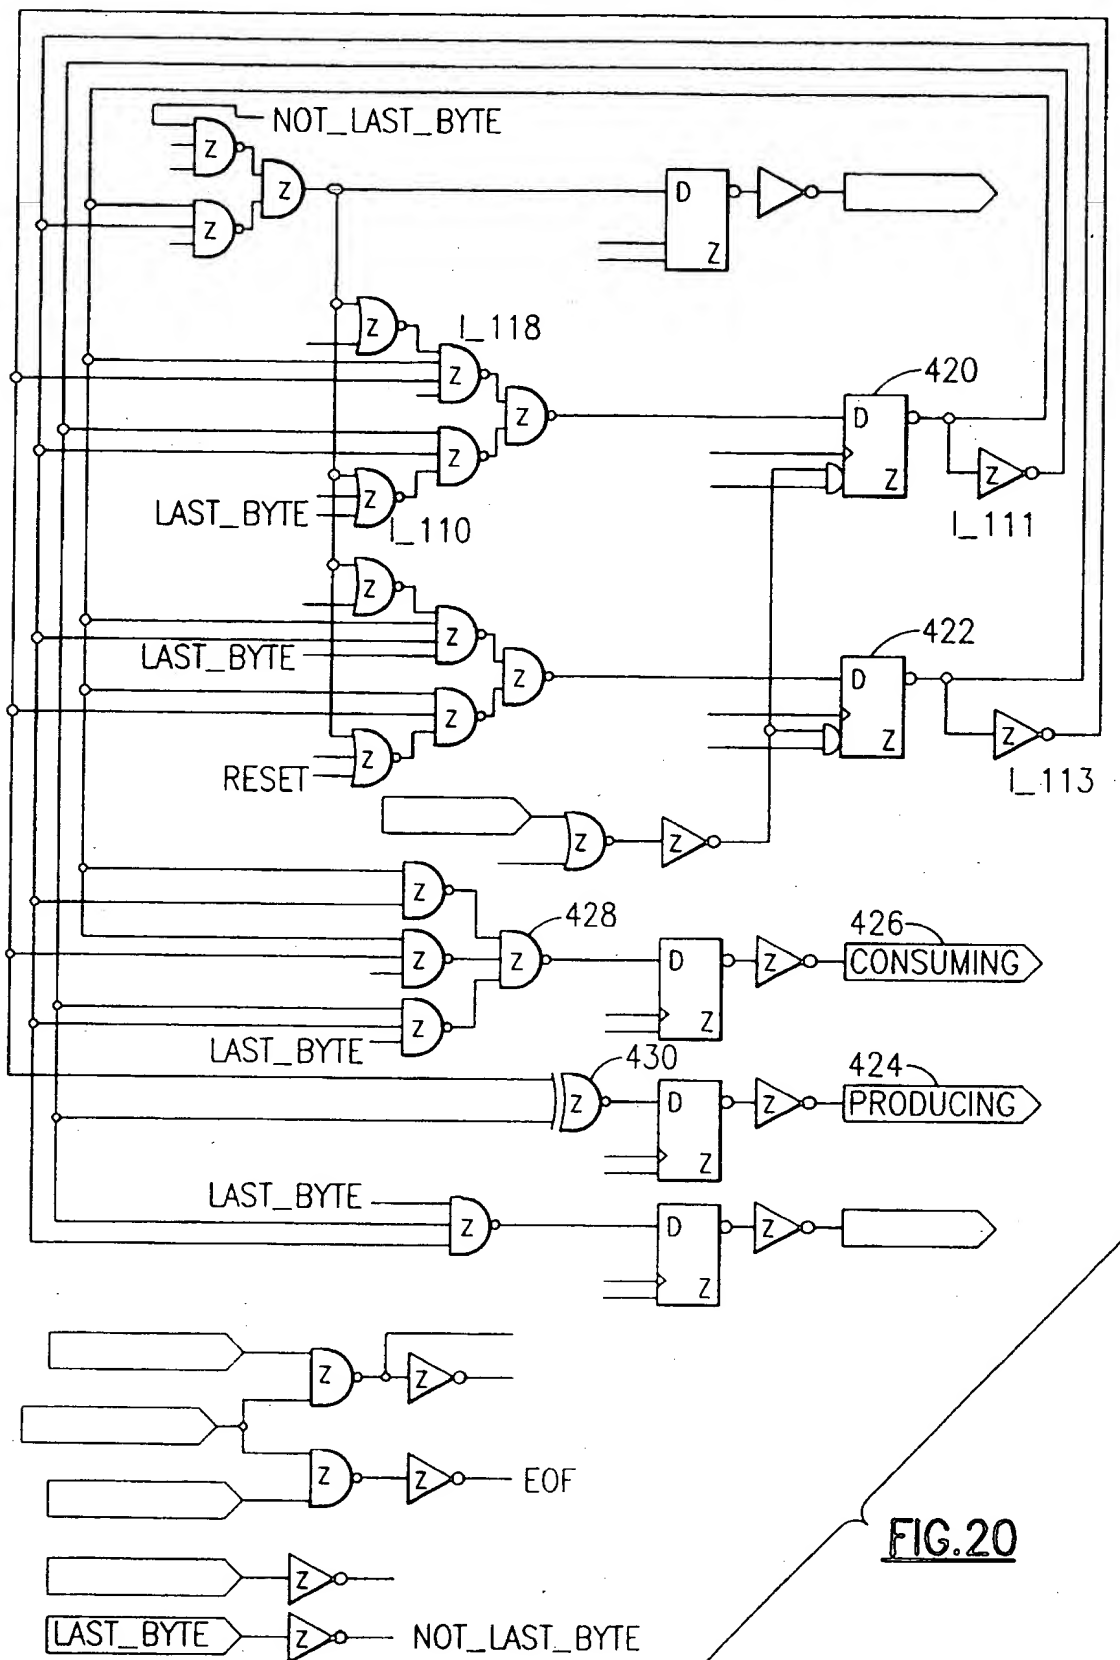 NOT_LAST_BYTE
Z
Z
Z
D
Z
Z
I_118
Z
Z
420
D
Z
Z
Z
LAST_BYTE
Z
I_110
I_111
Z
Z
422
LAST_BYTE
Z
D
Z
Z
Z
RESET
Z
I_113
Z
Z
Z
428
426
Z
Z
D
Z
CONSUMING
Z
Z
LAST_BYTE
430
424
Z
D
Z
PRODUCING
Z
LAST_BYTE
Z
D
Z
Z
Z
Z
Z
Z
EOF
FIG.20
Z
LAST_BYTE
Z
NOT_LAST_BYTE